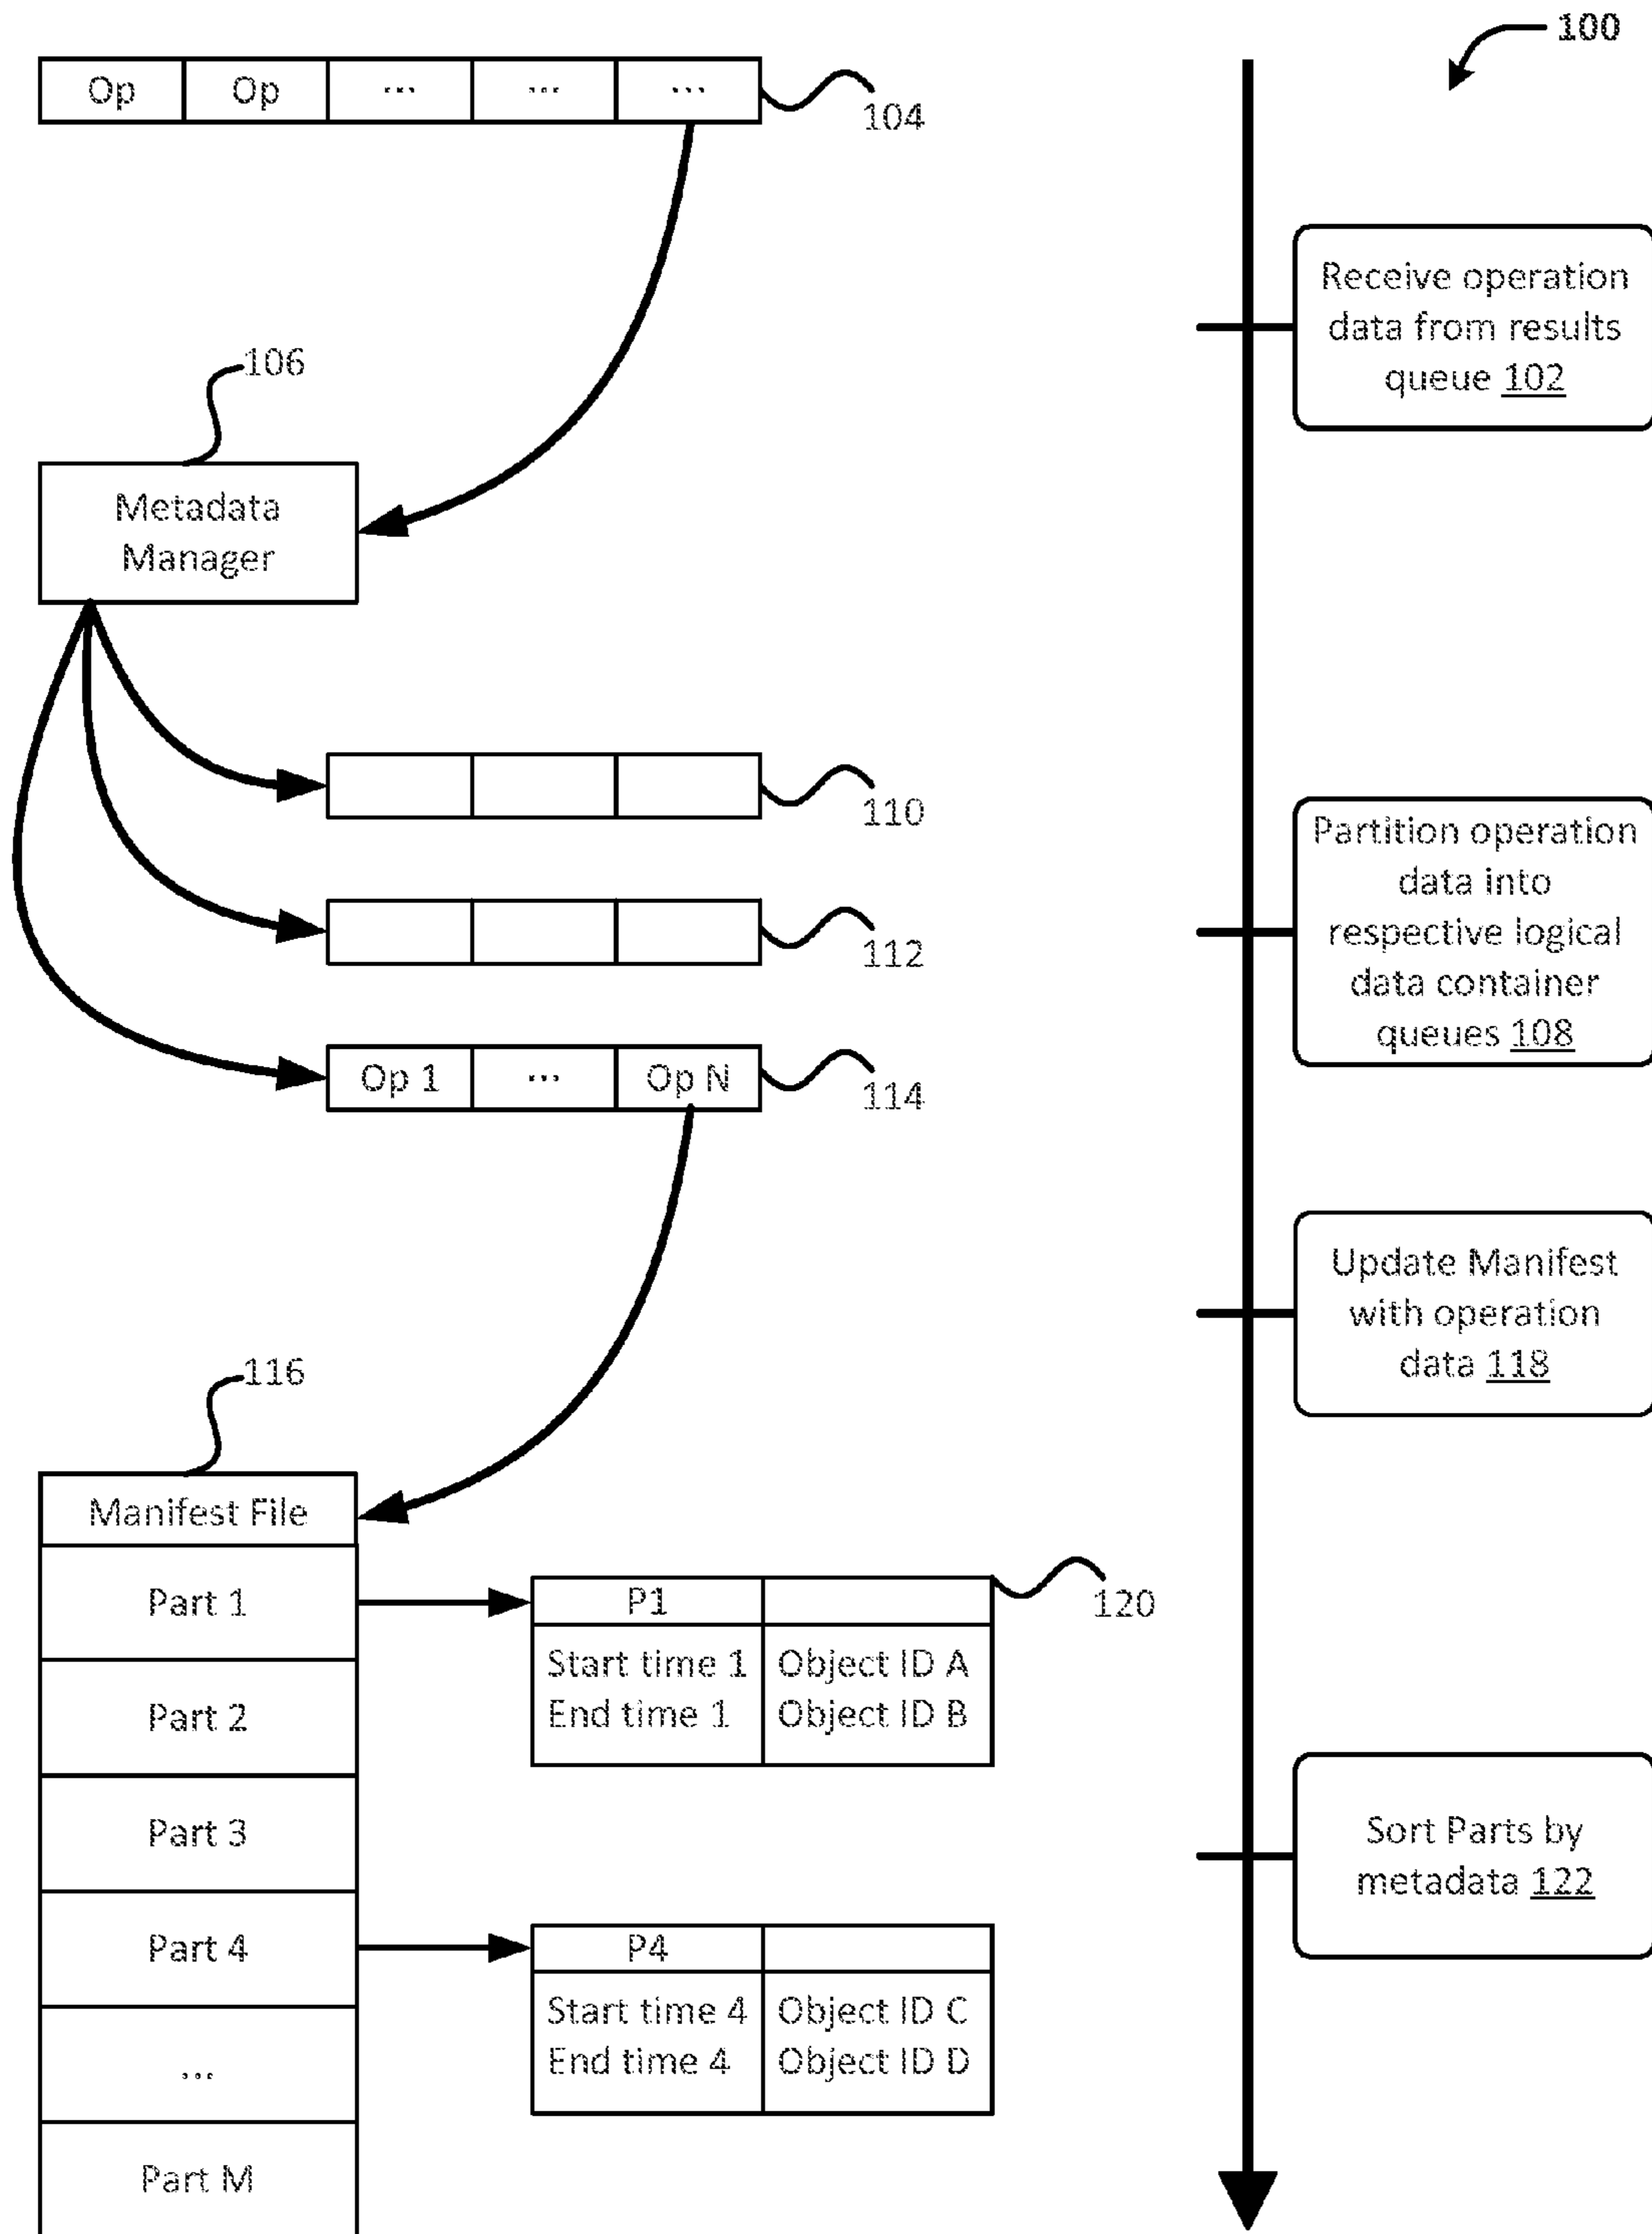 100
Op Op ... ... ...
104
Receive operation
data from results
queue 102
106
Metadata
Manager
110
Partition operation
data into
respective logical
data container
queues 108
112
Op 1 ... Op N
114
Update Manifest
with operation
data 118
116
Manifest File
Part 1
Part 2
Part 3
Part 4
...
Part M
P1
120
Start time 1 Object ID A
End time 1 Object ID B
P4
Start time 4 Object ID C
End time 4 Object ID D
Sort Parts by
metadata 122